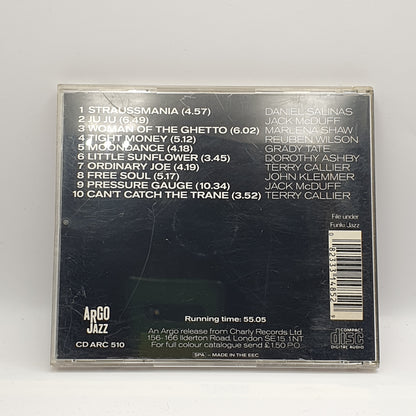 1 STRAUSSMANIA (4.57) DANIEL SALINAS
2 JU JU (6.49) JACK McDUFF
3 WOMAN OF THE GHETTO (6.02) MARLENA SHAW
4 TIGHT MONEY (5.12) REUBEN WILSON
5 MOONDANCE (4.18) GRADY TATE
6 LITTLE SUNFLOWER (3.45) DOROTHY ASHBY
7 ORDINARY JOE (4.19) TERRY CALLIER
8 FREE SOUL (5.17) JOHN KLEMMER
9 PRESSURE GAUGE (10.34) JACK McDUFF
10 CAN'T CATCH THE TRANE (3.52) TERRY CALLIER
File under
Funki Jazz
ARGO
JAZZ
CD ARC 510
Running time: 55.05
An Argo release from Charly Records Ltd
156-166 Ilderton Road, London SE15 1NT
For full colour catalogue send £1.50 P.O.
SPA - MADE IN THE EEC
COMPACT
disc
DIGITAL AUDIO